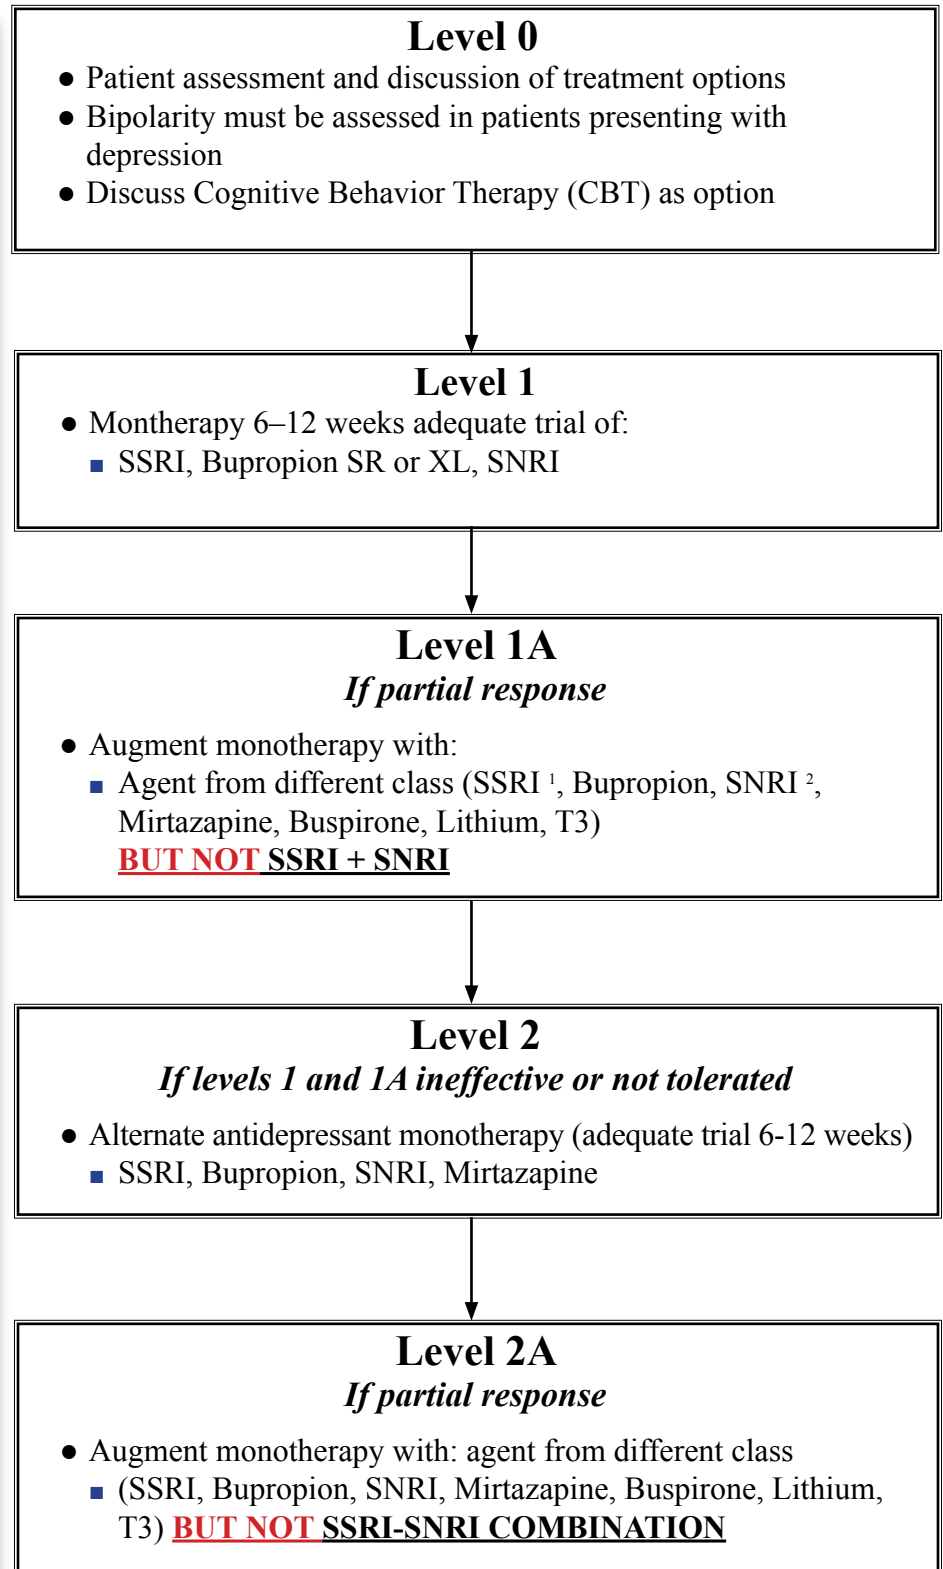 Level 0
● Patient assessment and discussion of treatment options
● Bipolarity must be assessed in patients presenting with
depression
● Discuss Cognitive Behavior Therapy (CBT) as option
Level 1
● Montherapy 6–12 weeks adequate trial of:
■ SSRI, Bupropion SR or XL, SNRI
Level 1A
If partial response
● Augment monotherapy with:
■ Agent from different class (SSRI ¹, Bupropion, SNRI ²,
Mirtazapine, Buspirone, Lithium, T3)
BUT NOT SSRI + SNRI
Level 2
If levels 1 and 1A ineffective or not tolerated
● Alternate antidepressant monotherapy (adequate trial 6-12 weeks)
■ SSRI, Bupropion, SNRI, Mirtazapine
Level 2A
If partial response
● Augment monotherapy with: agent from different class
■ (SSRI, Bupropion, SNRI, Mirtazapine, Buspirone, Lithium,
T3) BUT NOT SSRI-SNRI COMBINATION